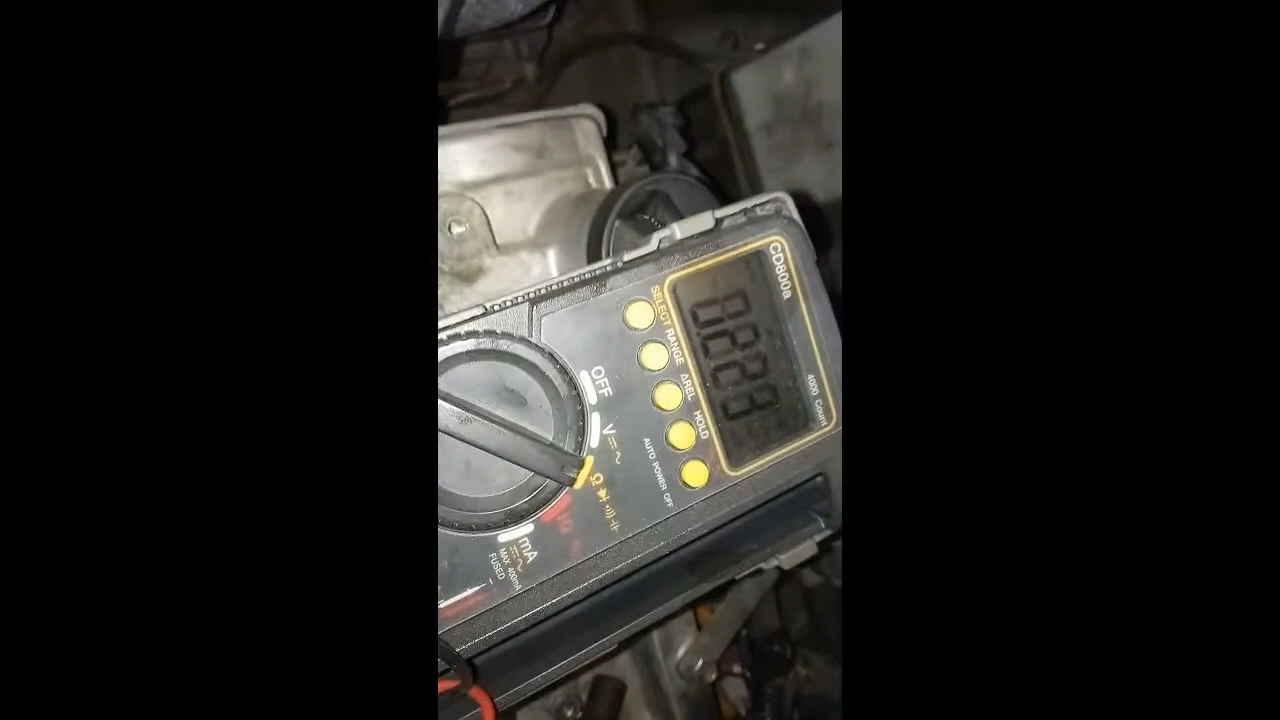 CD800a
4000 Count
SELECT RANGE ΔREL HOLD
AUTO POWER OFF
OFF
V
Ω
mA
MAX 400mA
FUSED